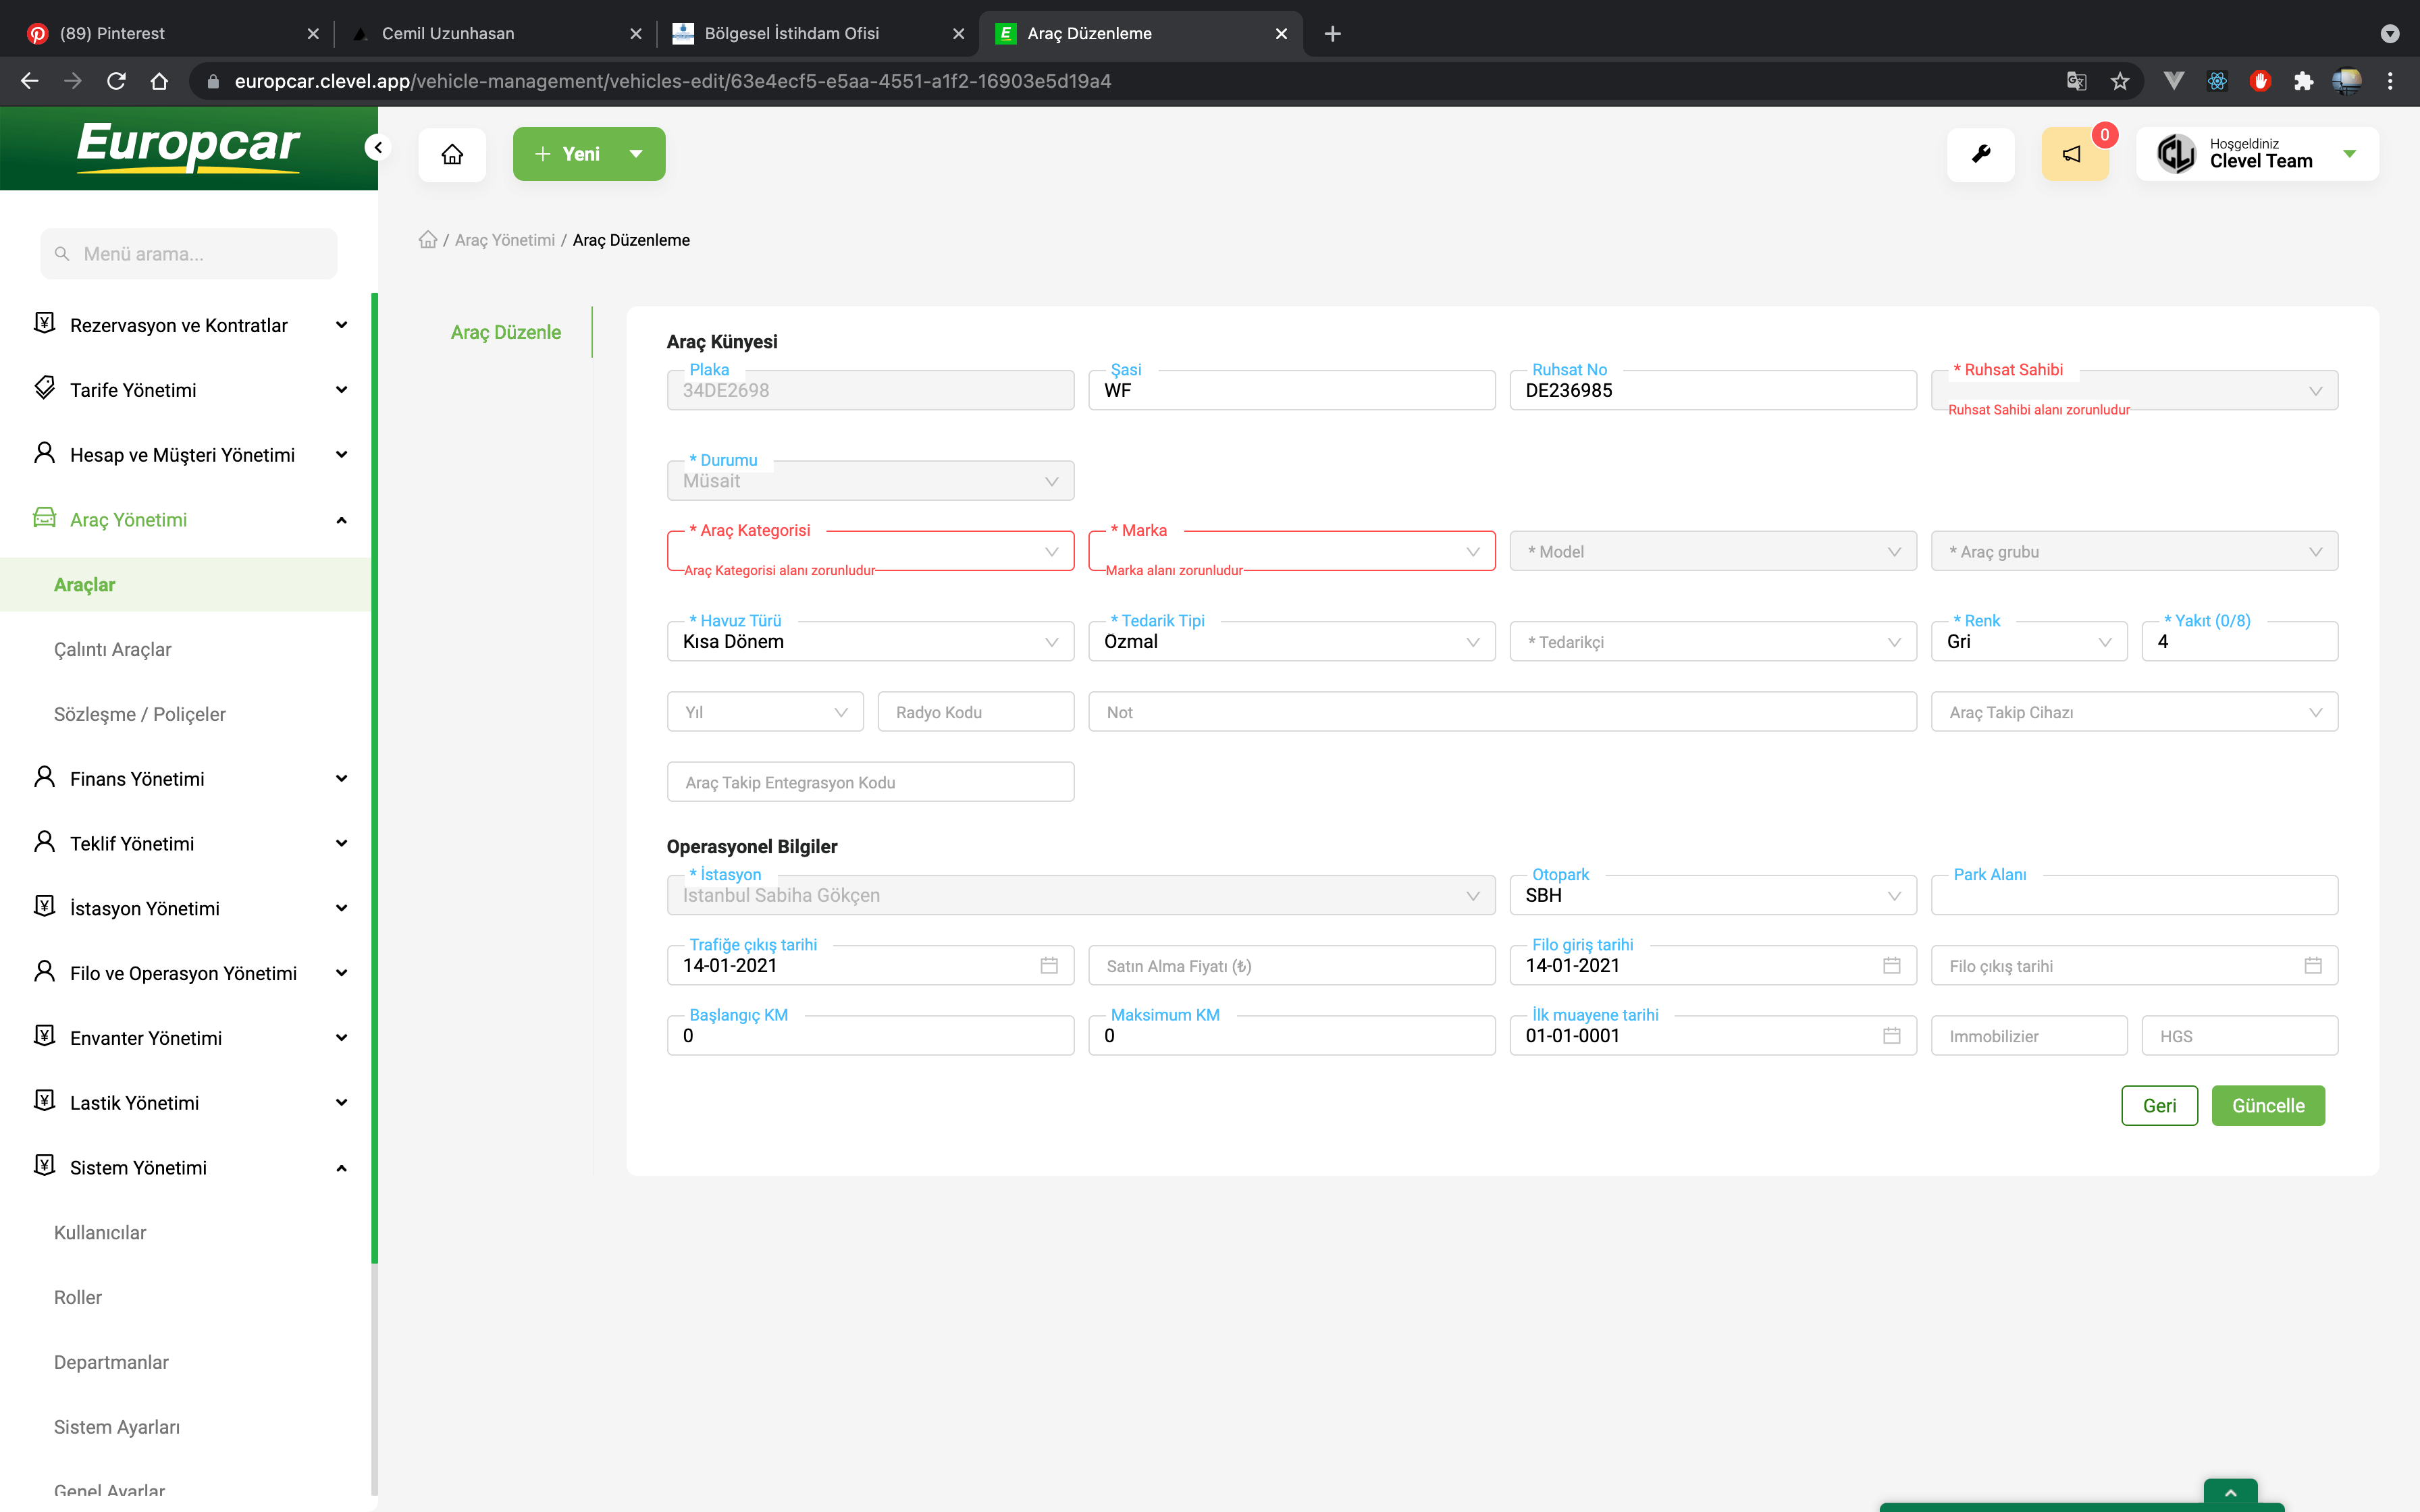 (89) Pinterest
Cemil Uzunhasan
Bölgesel İstihdam Ofisi
Araç Düzenleme
europcar.clevel.app/vehicle-management/vehicles-edit/63e4ecf5-e5aa-4551-a1f2-16903e5d19a4
Europcar
Yeni
0
Hoşgeldiniz
Clevel Team
Menü arama...
Rezervasyon ve Kontratlar
Tarife Yönetimi
Hesap ve Müşteri Yönetimi
Araç Yönetimi
Araçlar
Çalıntı Araçlar
Sözleşme / Poliçeler
Finans Yönetimi
Teklif Yönetimi
İstasyon Yönetimi
Filo ve Operasyon Yönetimi
Envanter Yönetimi
Lastik Yönetimi
Sistem Yönetimi
Kullanıcılar
Roller
Departmanlar
Sistem Ayarları
Genel Ayarlar
/ Araç Yönetimi / Araç Düzenleme
Araç Düzenle
Araç Künyesi
Plaka
34DE2698
Şasi
WF
Ruhsat No
DE236985
* Ruhsat Sahibi
Ruhsat Sahibi alanı zorunludur
* Durumu
Müsait
* Araç Kategorisi
Araç Kategorisi alanı zorunludur
* Marka
Marka alanı zorunludur
* Model
* Araç grubu
* Havuz Türü
Kısa Dönem
* Tedarik Tipi
Ozmal
* Tedarikçi
* Renk
Gri
* Yakıt (0/8)
4
Yıl
Radyo Kodu
Not
Araç Takip Cihazı
Araç Takip Entegrasyon Kodu
Operasyonel Bilgiler
* İstasyon
Istanbul Sabiha Gökçen
Otopark
SBH
Park Alanı
Trafiğe çıkış tarihi
14-01-2021
Satın Alma Fiyatı (₺)
Filo giriş tarihi
14-01-2021
Filo çıkış tarihi
Başlangıç KM
0
Maksimum KM
0
İlk muayene tarihi
01-01-0001
Immobilizier
HGS
Geri
Güncelle